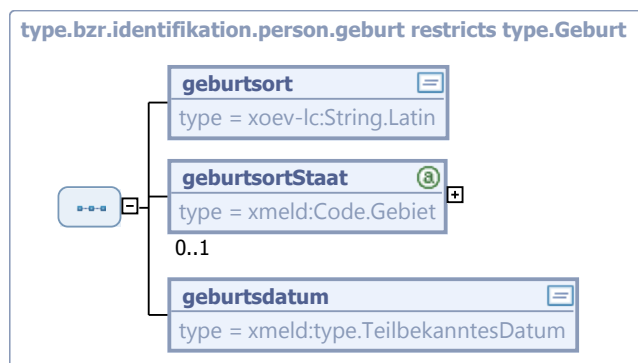 type.bzr.identifikation.person.geburt restricts type.Geburt
geburtsort
type = xoev-lc:String.Latin
geburtsortStaat
type = xmeld:Code.Gebiet
0..1
geburtsdatum
type = xmeld:type.TeilbekanntesDatum